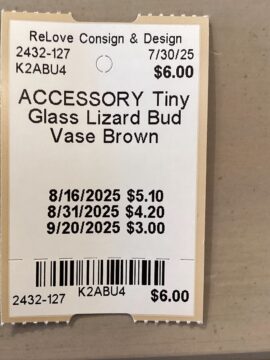 ReLove Consign & Design
2432-127 7/30/25
K2ABU4 $6.00
ACCESSORY Tiny
Glass Lizard Bud
Vase Brown
8/16/2025 $5.10
8/31/2025 $4.20
9/20/2025 $3.00
2432-127 K2ABU4 $6.00